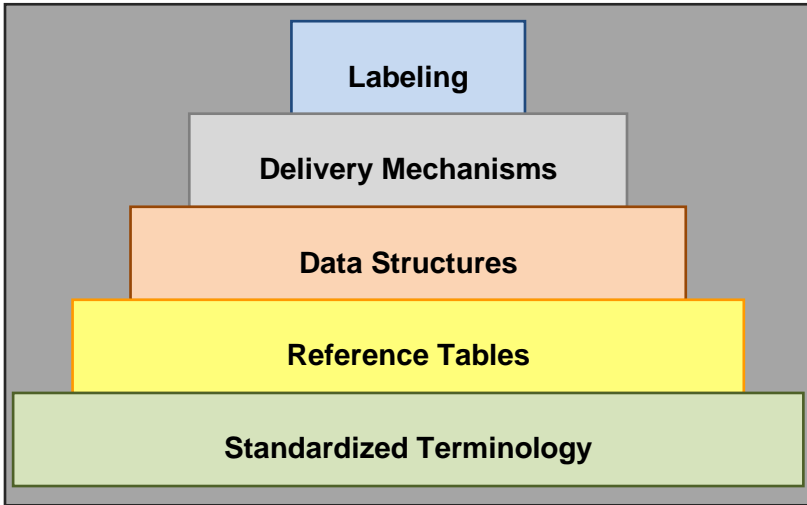 Labeling
Delivery Mechanisms
Data Structures
Reference Tables
Standardized Terminology